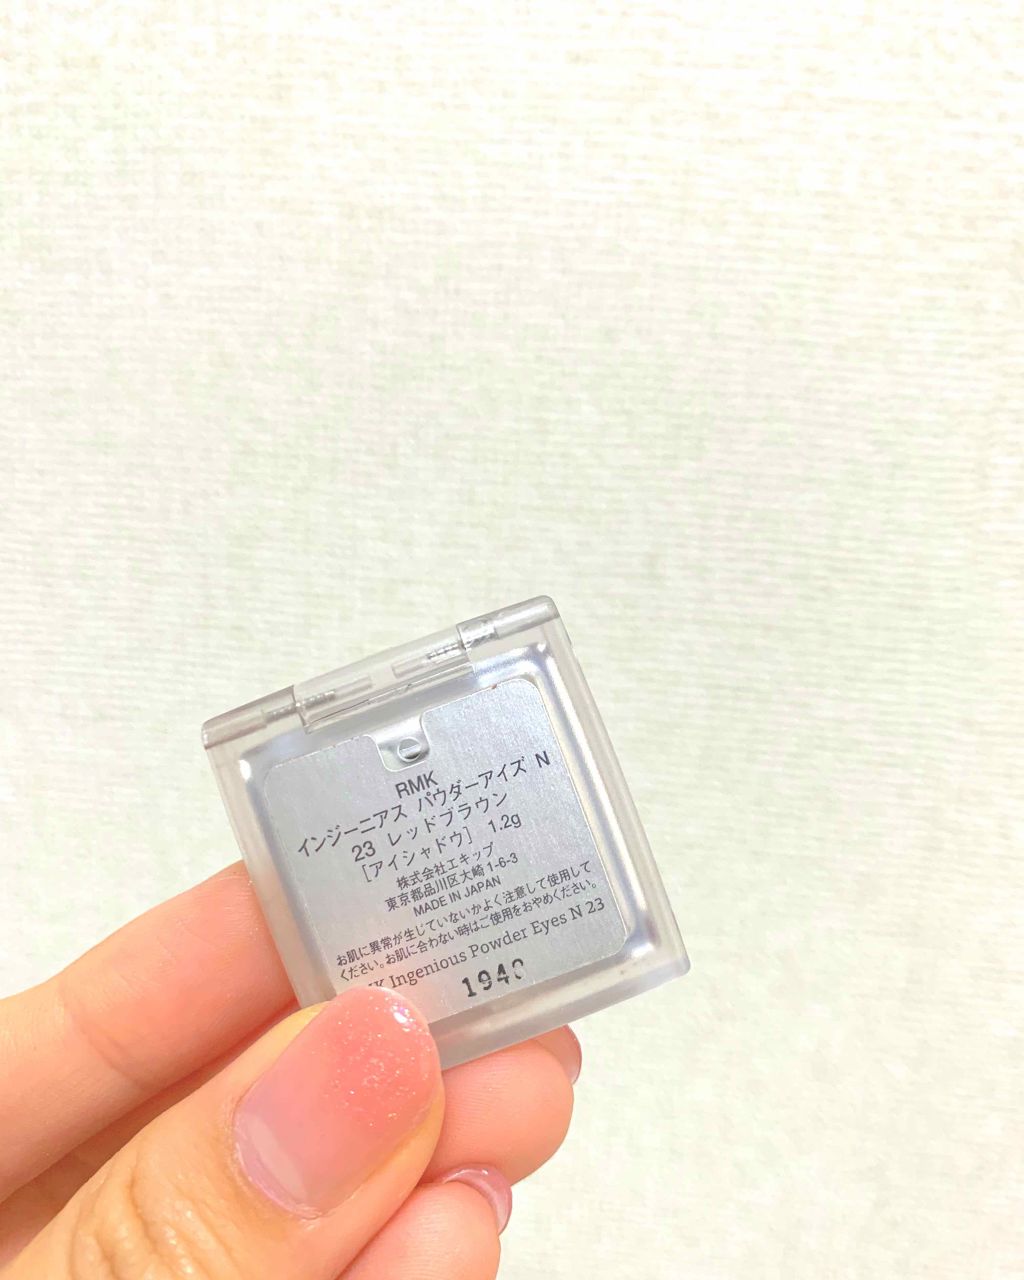 e
RMK
インジーニアス パウダーアイズ N
23 レッドブラウン
［アイシャドウ］ 1.2g
株式会社エキップ
東京都品川区大崎1-6-3
MADE IN JAPAN
お肌に異常が生じていないかよく注意して使用して
ください。お肌に合わない時はご使用をおやめください。
Ingenious Powder Eyes N 23